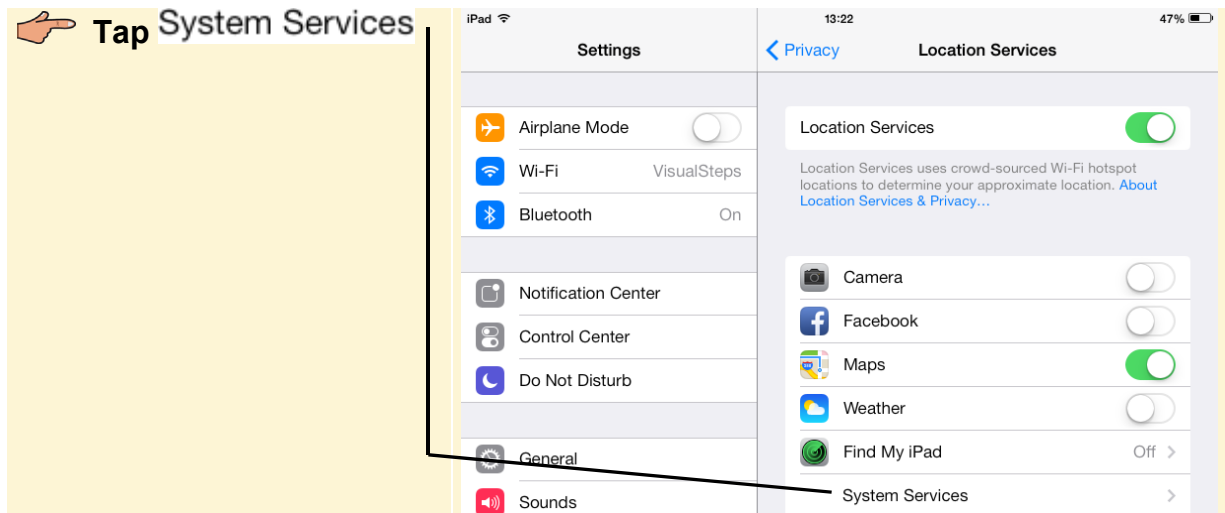 Tap System Services
iPad 13:22 47%
Settings
Privacy Location Services
Airplane Mode
Wi-Fi VisualSteps
Bluetooth On
Notification Center
Control Center
Do Not Disturb
General
Sounds
Location Services
Location Services uses crowd-sourced Wi-Fi hotspot
locations to determine your approximate location. About
Location Services & Privacy…
Camera
Facebook
Maps
Weather
Find My iPad Off
System Services